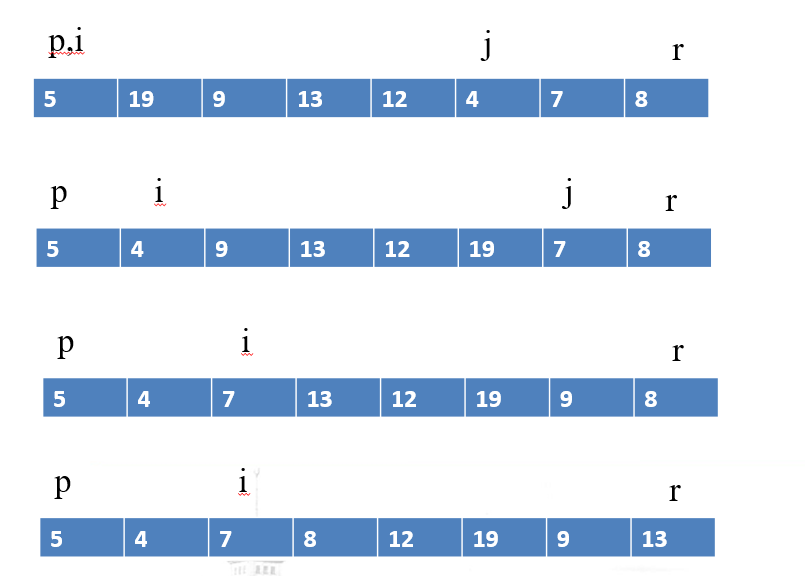 p,i j r
5 19 9 13 12 4 7 8
p i j r
5 4 9 13 12 19 7 8
p i r
5 4 7 13 12 19 9 8
p i r
5 4 7 8 12 19 9 13